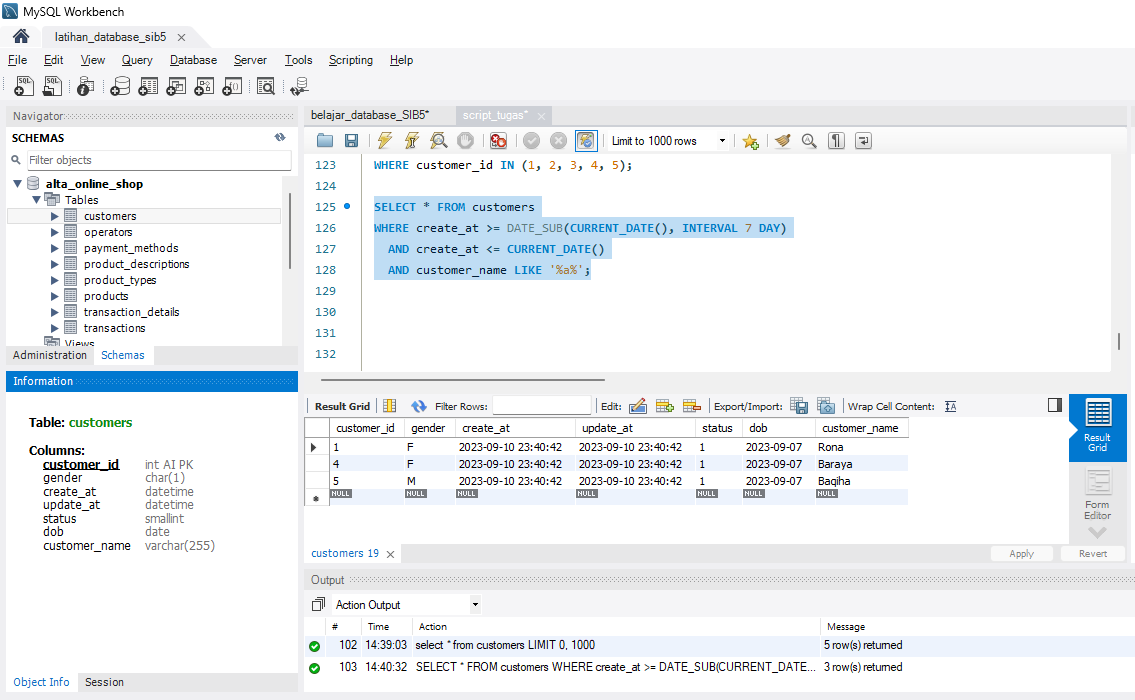 MySQL Workbench
latihan_database_sib5
File Edit View Query Database Server Tools Scripting Help
Navigator
SCHEMAS
Filter objects
alta_online_shop
Tables
customers
operators
payment_methods
product_descriptions
product_types
products
transaction_details
transactions
Views
Administration Schemas
Information
Table: customers
Columns:
customer_id int AI PK
gender char(1)
create_at datetime
update_at datetime
status smallint
dob date
customer_name varchar(255)
Object Info Session
belajar_database_SIB5* script_tugas*
Limit to 1000 rows
123 WHERE customer_id IN (1, 2, 3, 4, 5);
124
125 SELECT * FROM customers
126 WHERE create_at >= DATE_SUB(CURRENT_DATE(), INTERVAL 7 DAY)
127 AND create_at <= CURRENT_DATE()
128 AND customer_name LIKE '%a%';
129
130
131
132
Result Grid Filter Rows: Edit: Export/Import: Wrap Cell Content:
customer_id gender create_at update_at status dob customer_name
1 F 2023-09-10 23:40:42 2023-09-10 23:40:42 1 2023-09-07 Rona
4 F 2023-09-10 23:40:42 2023-09-10 23:40:42 1 2023-09-07 Baraya
5 M 2023-09-10 23:40:42 2023-09-10 23:40:42 1 2023-09-07 Baqiha
NULL NULL NULL NULL NULL NULL NULL
Result
Grid
Form
Editor
customers 19
Apply Revert
Output
Action Output
# Time Action Message
102 14:39:03 select * from customers LIMIT 0, 1000 5 row(s) returned
103 14:40:32 SELECT * FROM customers WHERE create_at >= DATE_SUB(CURRENT_DATE... 3 row(s) returned